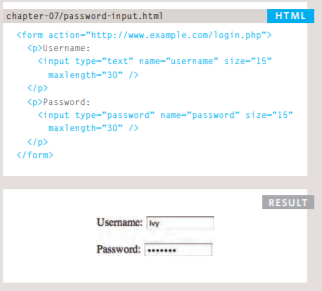 chapter-07/password-input.html HTML
<form action="http://www.example.com/login.php">
<p>Username:
<input type="text" name="username" size="15"
maxlength="30" />
</p>
<p>Password:
<input type="password" name="password" size="15"
maxlength="30" />
</p>
</form>
RESULT
Username: Ivy
Password: •••••••